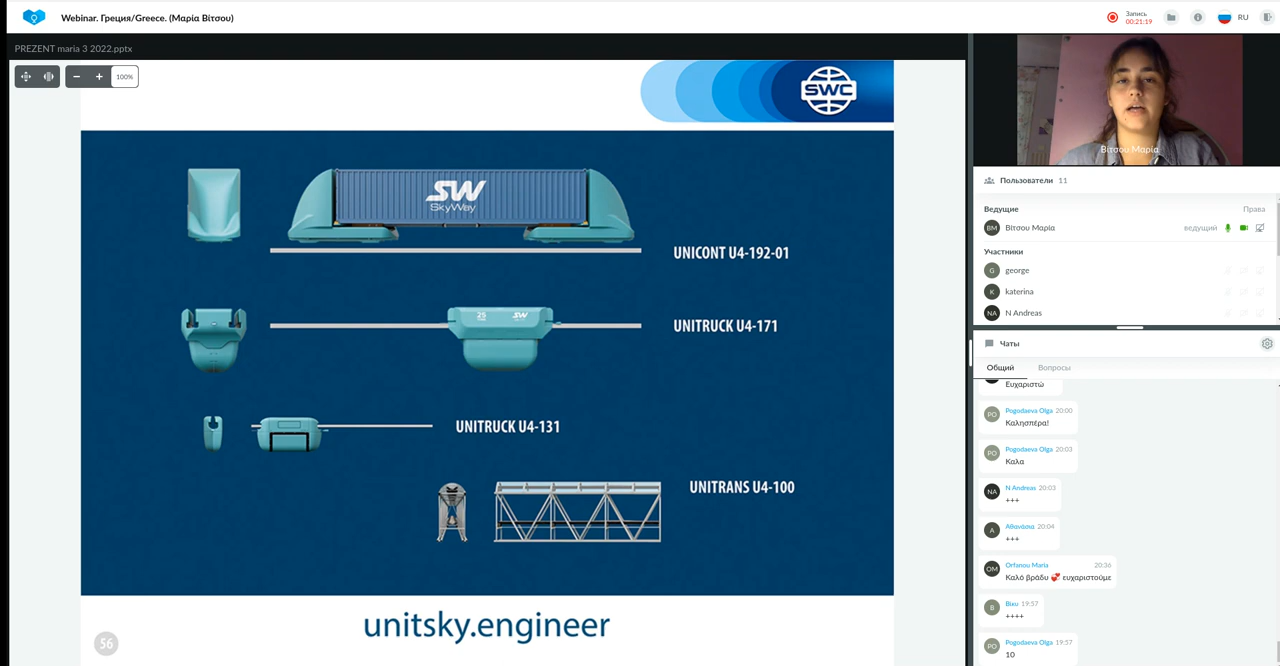 Webinar. Греция/Greece. (Μαρία Βίτσου)
Запись
00:21:19
RU
PREZENT maria 3 2022.pptx
100%
SWC
SW
SkyWay
UNICONT U4-192-01
25
SW
UNITRUCK U4-171
UNITRUCK U4-131
UNITRANS U4-100
unitsky.engineer
56
Βίτσου Μαρία
Пользователи 11
Ведущие Права
ВМ Βίτσου Μαρία ведущий
Участники
G george
K katerina
NA N Andreas
Чаты
Общий Вопросы
Ευχαριστώ
PO Pogodaeva Olga 20:00
Καλησπέρα!
PO Pogodaeva Olga 20:03
Καλα
NA N Andreas 20:03
+++
A Αθανάσια 20:04
+++
OM Orfanou Maria 20:36
Καλό βράδυ 💞 ευχαριστούμε
B Βίκυ 19:57
++++
PO Pogodaeva Olga 19:57
10